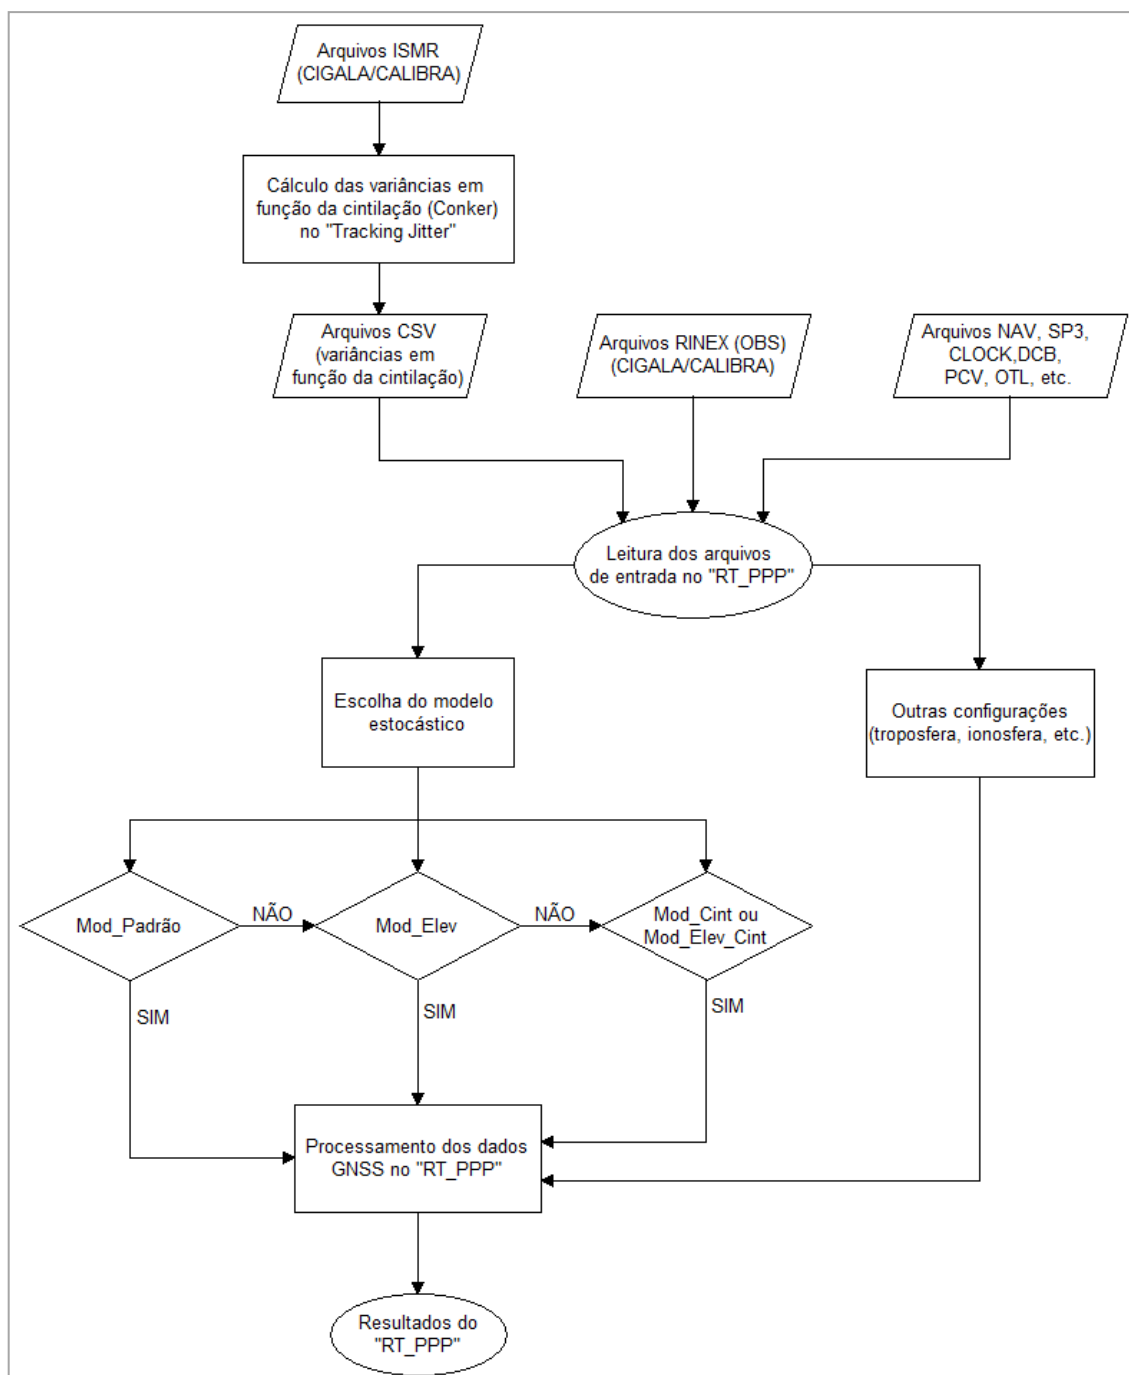 Arquivos ISMR
(CIGALA/CALIBRA)
Cálculo das variâncias em
função da cintilação (Conker)
no "Tracking Jitter"
Arquivos CSV
(variâncias em
função da cintilação)
Arquivos RINEX (OBS)
(CIGALA/CALIBRA)
Arquivos NAV, SP3,
CLOCK,DCB,
PCV, OTL, etc.
Leitura dos arquivos
de entrada no "RT_PPP"
Escolha do modelo
estocástico
Outras configurações
(troposfera, ionosfera, etc.)
Mod_Padrão
NÃO
Mod_Elev
NÃO
Mod_Cint ou
Mod_Elev_Cint
SIM
SIM
SIM
Processamento dos dados
GNSS no "RT_PPP"
Resultados do
"RT_PPP"